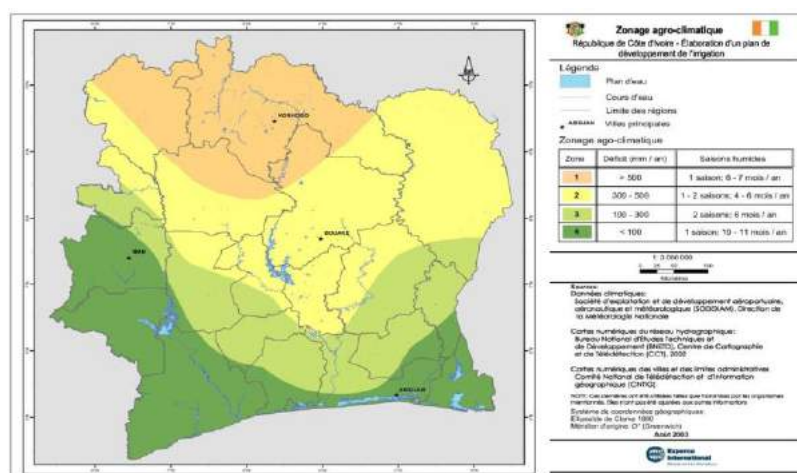 Zonage agro-climatique
République de Côte d'Ivoire - Élaboration d'un plan de
développement de l'irrigation
Légende
Plan d'eau
Cours d'eau
Limite des régions
ABIDJAN Villes principales
Zonage ago-climatique
Zone Déficit (mm / an) Saisons humides
1 > 500 1 saison; 6 - 7 mois / an
2 300 - 500 1 - 2 saisons; 4 - 6 mois / an
3 100 - 300 2 saisons; 6 mois / an
< 100 1 saison; 10 - 11 mois / an
1: 3 000 000
Kilomètres
Sources:
Données climatiques:
Société d'exploitation et de développement aéroportuaire,
aéronautique et météorologique (SODEXAM), Direction de
la Météorologie Nationale
Cartes numériques du réseau hydrographique:
Bureau National d'Études Techniques et
de Développement (BNETD), Centre de Cartographie
et de Télédétection (CCT), 2002
Cartes numériques des villes et des limites administratives
Comité National de Télédétection et d'Information
géographique (CNTIG)
Système de coordonnées géographiques
Ellipsoïde de Clarke 1880
Méridien d'origine: 0° (Greenwich)
Août 2003
Experco
International
KORHOGO
BOUAKE
MAN
ABIDJAN